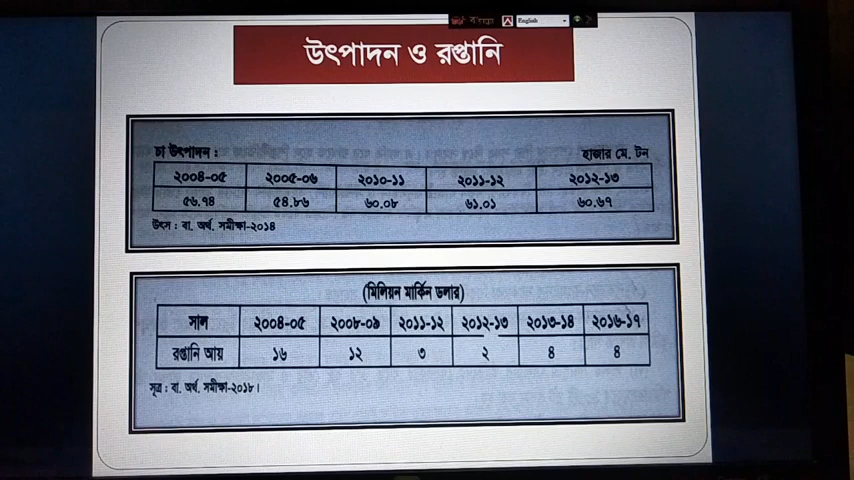 English
উৎপাদন ও রপ্তানি
চা উৎপাদন : হাজার মে. টন
২০০৪-০৫ ২০০৫-০৬ ২০১০-১১ ২০১১-১২ ২০১২-১৩
৫৬.৭৪ ৫৪.৮৬ ৬০.০৮ ৬১.০১ ৬০.৬৭
উৎস : বা. অর্থ. সমীক্ষা-২০১৪
(মিলিয়ন মার্কিন ডলার)
সাল ২০০৪-০৫ ২০০৮-০৯ ২০১১-১২ ২০১২-১৩ ২০১৩-১৪ ২০১৬-১৭
রপ্তানি আয় ১৬ ১২ ৩ ২ ৪ ৪
সূত্র : বা. অর্থ. সমীক্ষা-২০১৮।